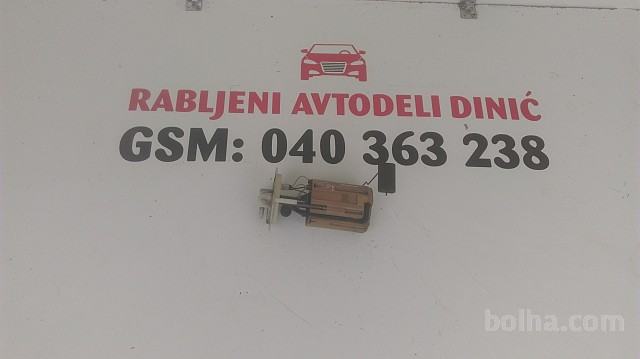 RABLJENI AVTODELI DINIĆ
GSM: 040 363 238
bolha.com